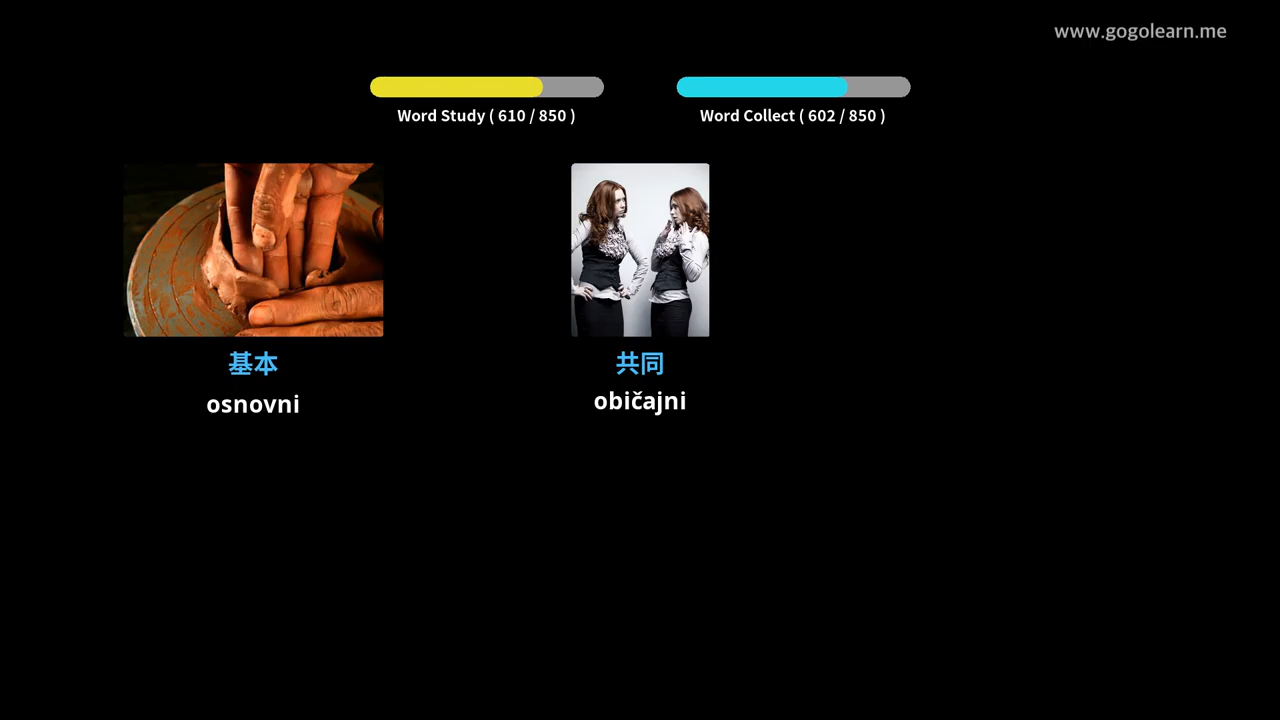 www.gogolearn.me
Word Study ( 610 / 850 )
Word Collect ( 602 / 850 )
基本
osnovni
共同
običajni